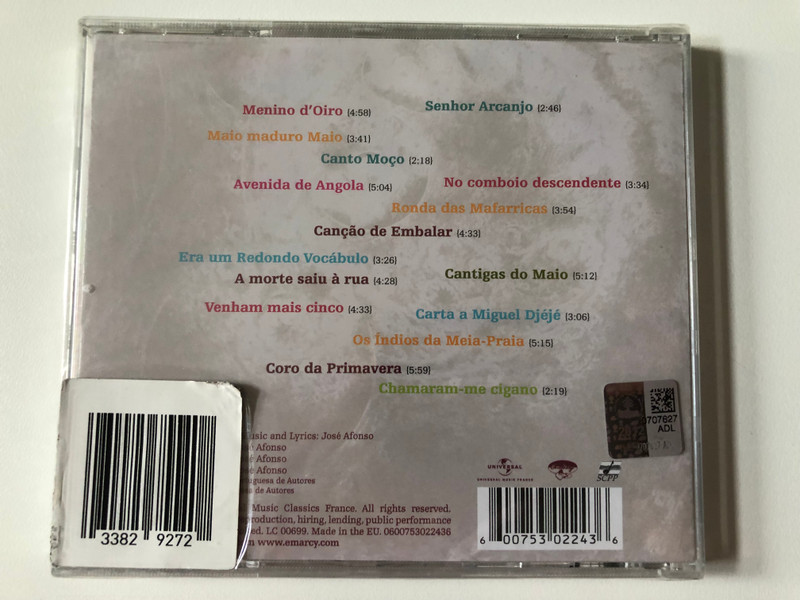 Menino d'Oiro (4:58)
Senhor Arcanjo (2:46)
Maio maduro Maio (3:41)
Canto Moço (2:18)
Avenida de Angola (5:04)
No comboio descendente (3:34)
Ronda das Mafarricas (3:54)
Canção de Embalar (4:33)
Era um Redondo Vocábulo (3:26)
A morte saiu à rua (4:28)
Cantigas do Maio (5:12)
Venham mais cinco (4:33)
Carta a Miguel Djéjé (3:06)
Os Índios da Meia-Praia (5:15)
Coro da Primavera (5:59)
Chamaram-me cigano (2:19)
Music and Lyrics: José Afonso
Afonso
Afonso
Afonso
de Autores
de Autores
Music Classics France. All rights reserved.
hiring, lending, public performance
LC 00699. Made in the EU. 0600753022436
www.emarcy.com
3382 9272
0707627
ADL
UNIVERSAL
UNIVERSAL MUSIC FRANCE
SCPP
6 00753 02243 6